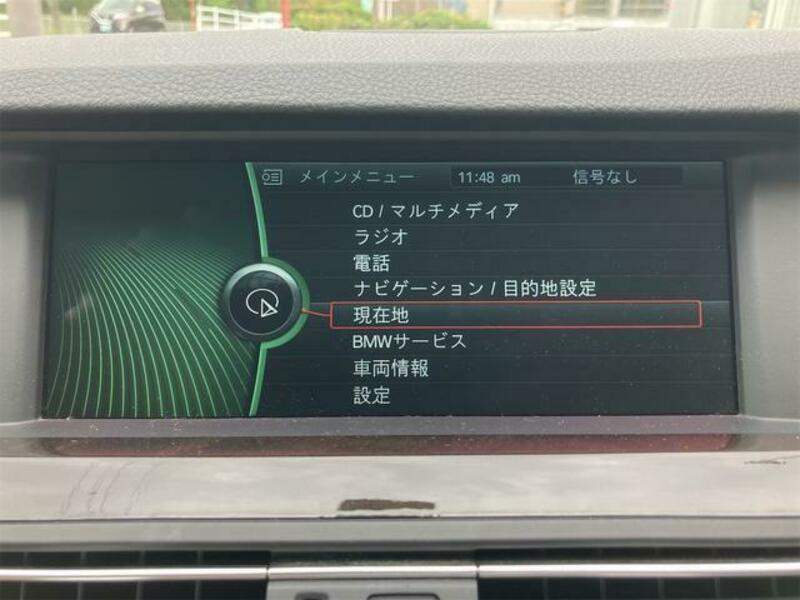 メインメニュー 11:48 am 信号なし
CD / マルチメディア
ラジオ
電話
ナビゲーション / 目的地設定
現在地
BMWサービス
車両情報
設定